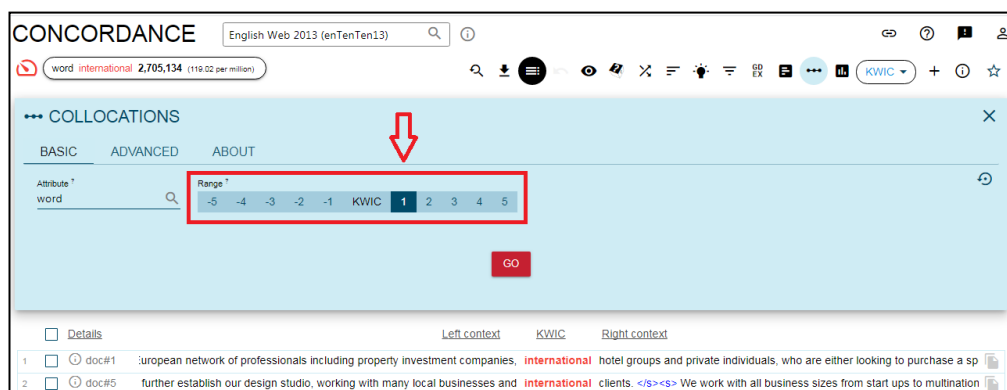 CONCORDANCE
English Web 2013 (enTenTen13)
word international 2,705,134 (119.02 per million)
GD
EX
KWIC
COLLOCATIONS
BASIC ADVANCED ABOUT
Attribute ?
word
Range ?
-5 -4 -3 -2 -1 KWIC 1 2 3 4 5
GO
Details Left context KWIC Right context
1 doc#1 :uropean network of professionals including property investment companies, international hotel groups and private individuals, who are either looking to purchase a sp
2 doc#5 further establish our design studio, working with many local businesses and international clients. </s><s> We work with all business sizes from start ups to multination